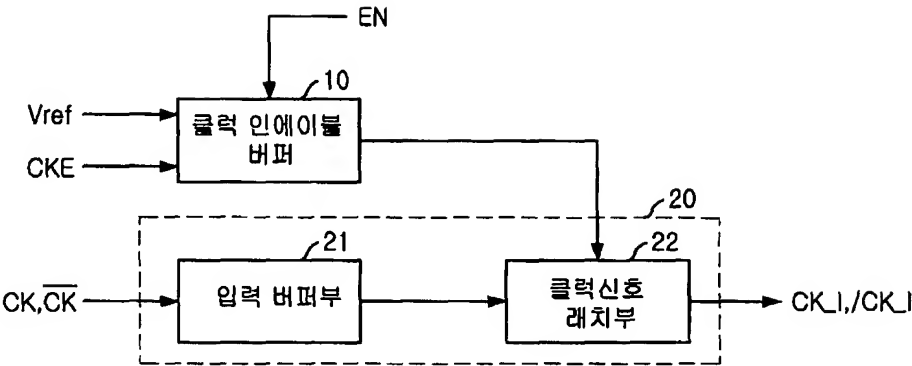 EN
10
Vref
클럭 인에이블
버퍼
CKE
20
21
22
CK,C̅K̅
입력 버퍼부
클럭신호
래치부
CK_I,/CK_I